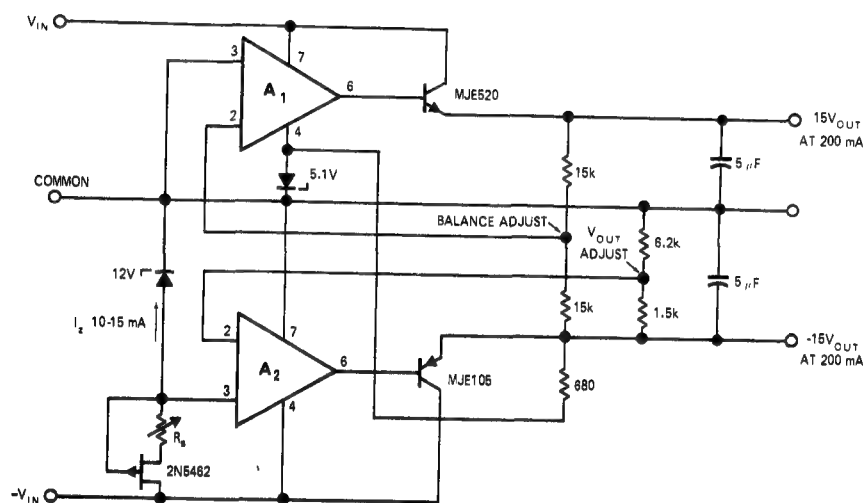 V_IN
3
7
A₁
6
MJE520
2
4
15V_OUT
AT 200 mA
5.1V
15k
5 μF
COMMON
BALANCE ADJUST
V_OUT
ADJUST
6.2k
12V
15k
1.5k
5 μF
I_z 10-15 mA
2
7
-15V_OUT
AT 200 mA
A₂
6
MJE105
680
3
4
R_s
2N5462
-V_IN